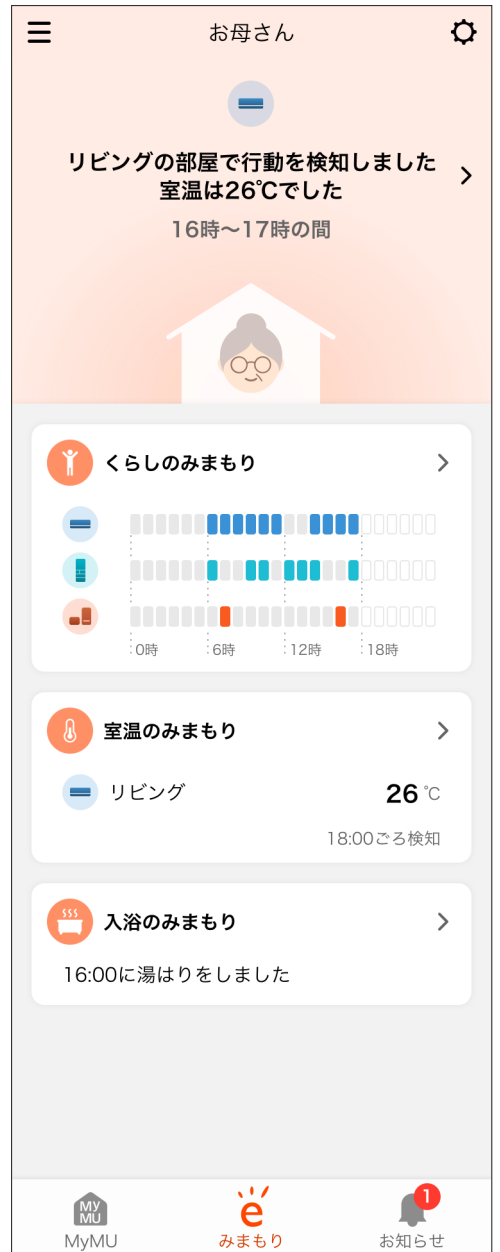 お母さん
リビングの部屋で行動を検知しました
室温は26℃でした
16時〜17時の間
くらしのみまもり
0時 6時 12時 18時
室温のみまもり
リビング 26 ℃
18:00ごろ検知
入浴のみまもり
16:00に湯はりをしました
MY
MU
e
1
MyMU みまもり お知らせ